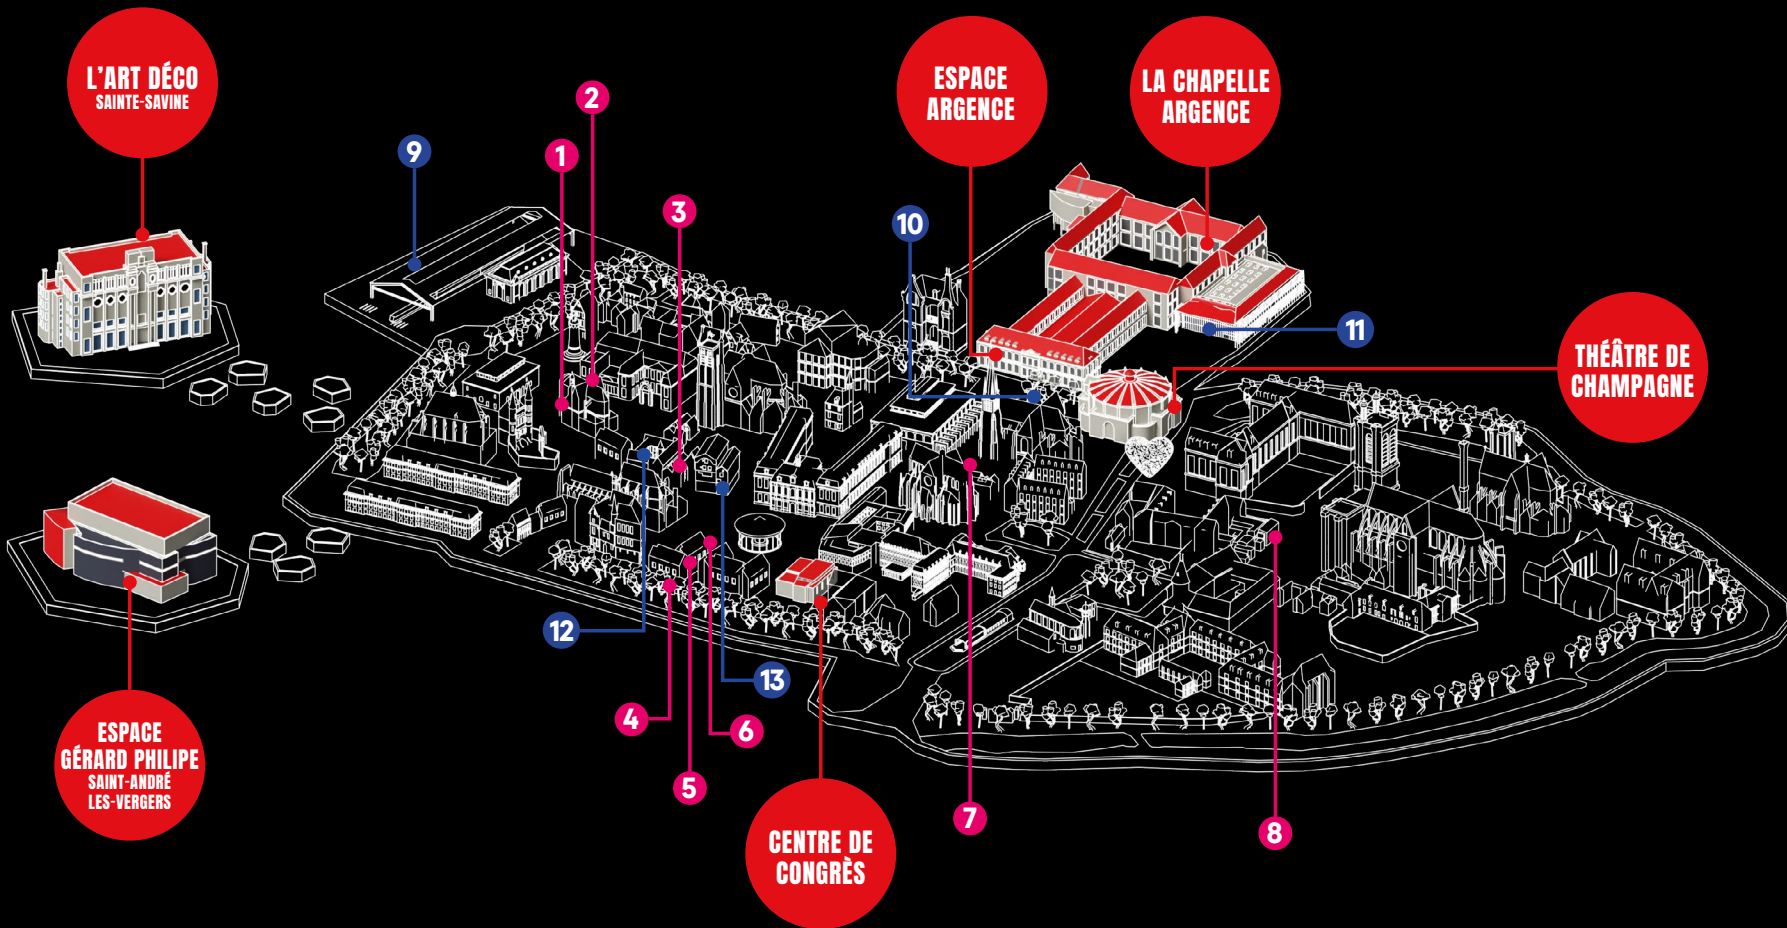 L'ART DÉCO
SAINTE-SAVINE
ESPACE
ARGENCE
LA CHAPELLE
ARGENCE
2
9
1
3
10
11
THÉÂTRE DE
CHAMPAGNE
12
13
4
6
5
7
8
ESPACE
GÉRARD PHILIPE
SAINT-ANDRÉ
LES-VERGERS
CENTRE DE
CONGRÈS